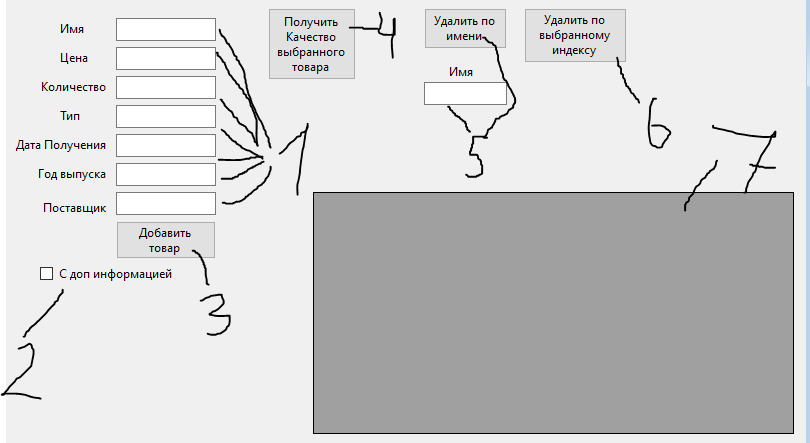 Имя
Цена
Количество
Тип
Дата Получения
Год выпуска
Поставщик
Добавить
товар
С доп информацией
Получить
Качество
выбранного
товара
Удалить по
имени
Имя
Удалить по
выбранному
индексу
1
2
3
4
5
6
7